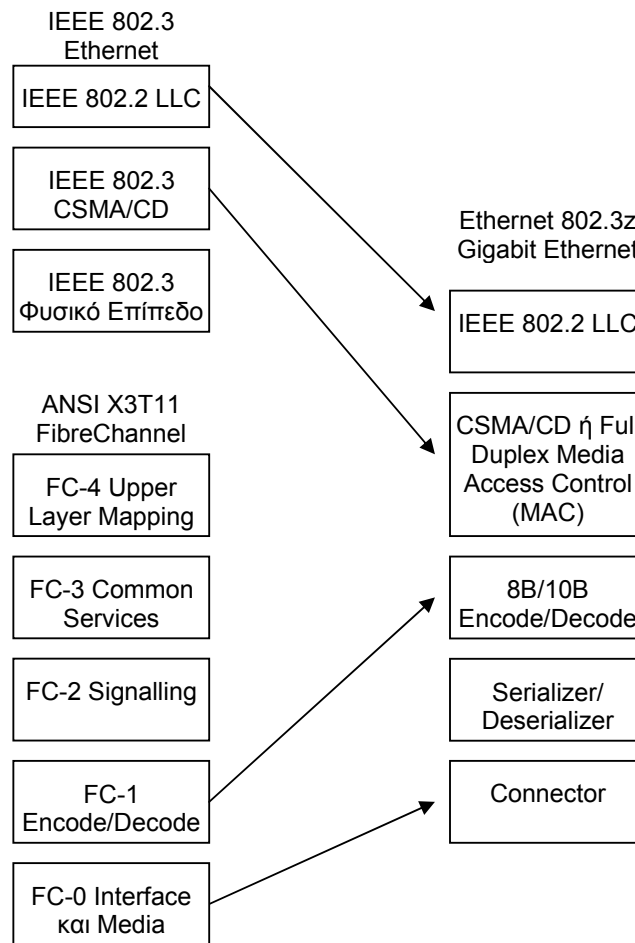 IEEE 802.3
Ethernet
IEEE 802.2 LLC
IEEE 802.3
CSMA/CD
IEEE 802.3
Φυσικό Επίπεδο
ANSI X3T11
FibreChannel
FC-4 Upper
Layer Mapping
FC-3 Common
Services
FC-2 Signalling
FC-1
Encode/Decode
FC-0 Interface
και Media
Ethernet 802.3z
Gigabit Ethernet
IEEE 802.2 LLC
CSMA/CD ή Full
Duplex Media
Access Control
(MAC)
8B/10B
Encode/Decode
Serializer/
Deserializer
Connector